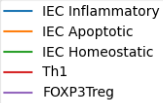 IEC Inflammatory
IEC Apoptotic
IEC Homeostatic
Th1
FOXP3Treg